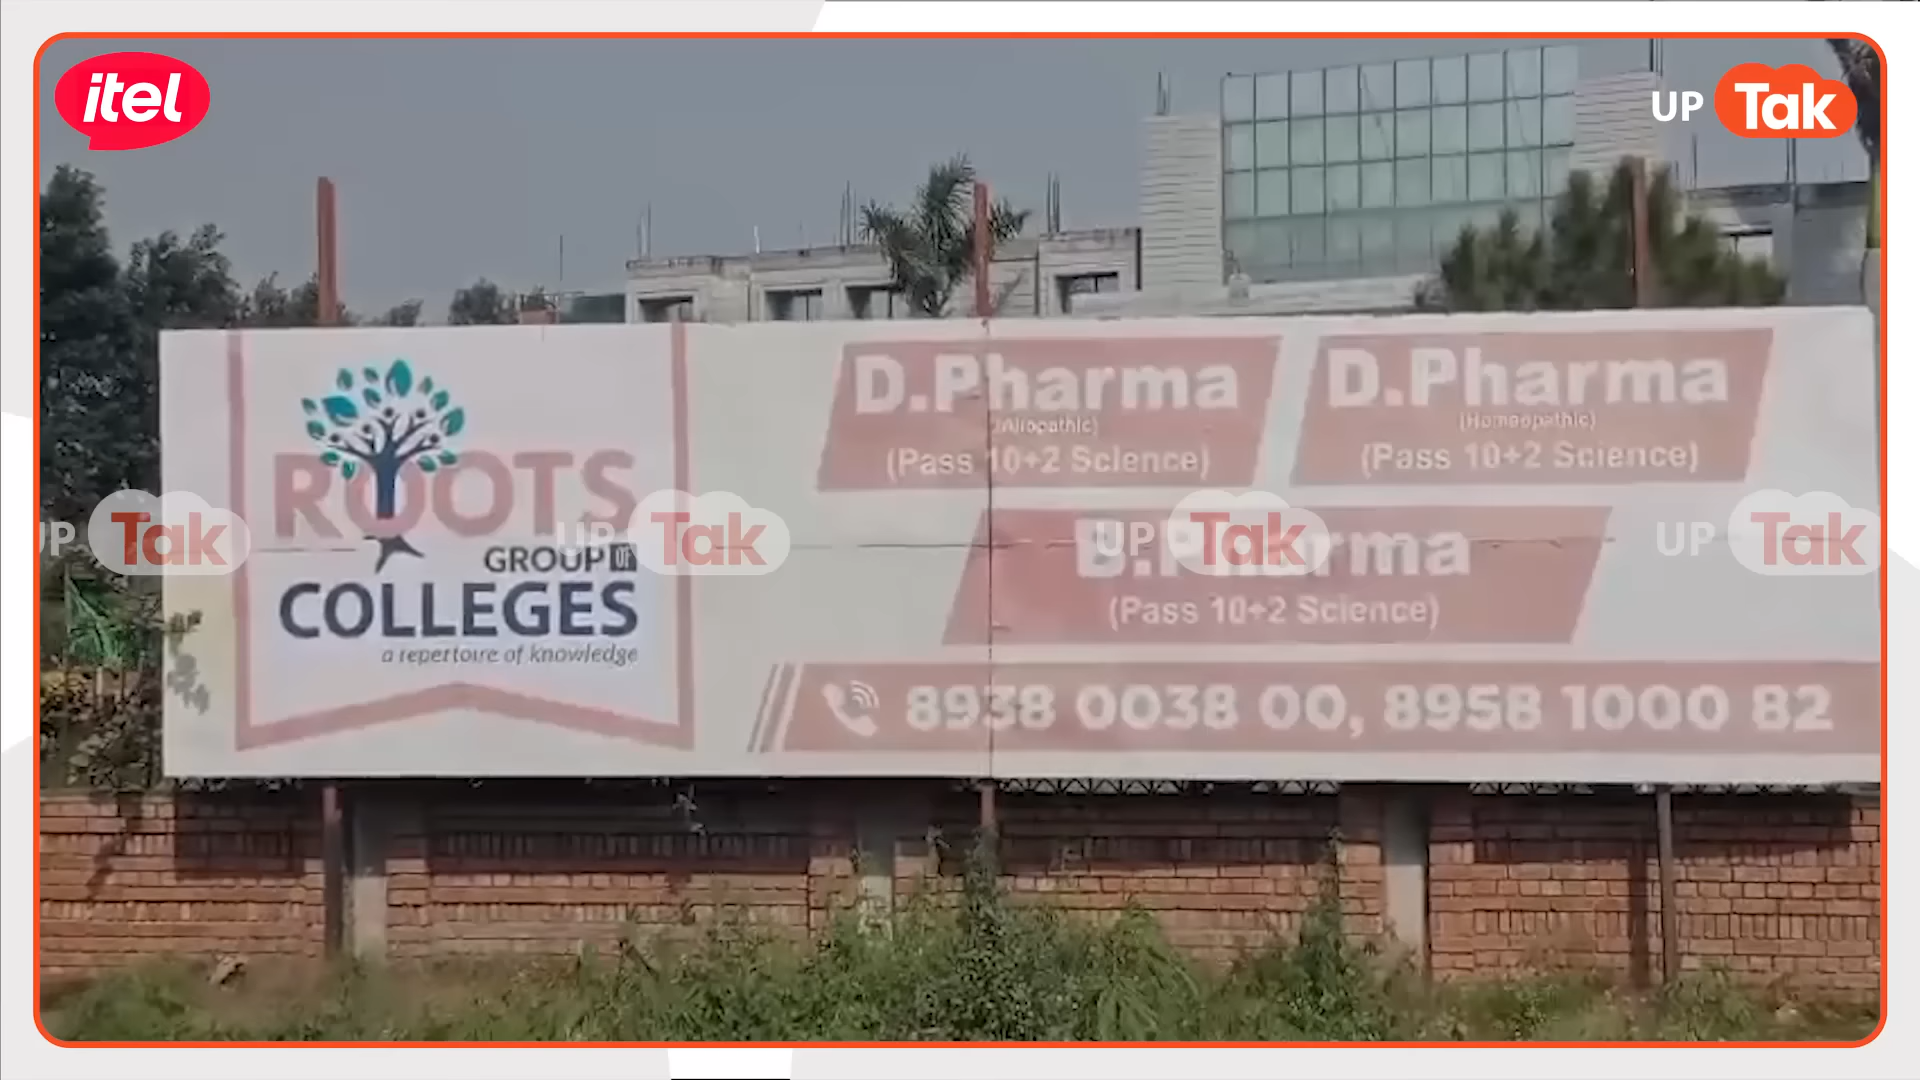 itel
UP Tak
ROOTS
GROUP OF
COLLEGES
a repertoire of knowledge
D.Pharma
(Allopathic)
(Pass 10+2 Science)
D.Pharma
(Homeopathic)
(Pass 10+2 Science)
B.Pharma
(Pass 10+2 Science)
8938 0038 00, 8958 1000 82
UP Tak
UP Tak
UP Tak
UP Tak